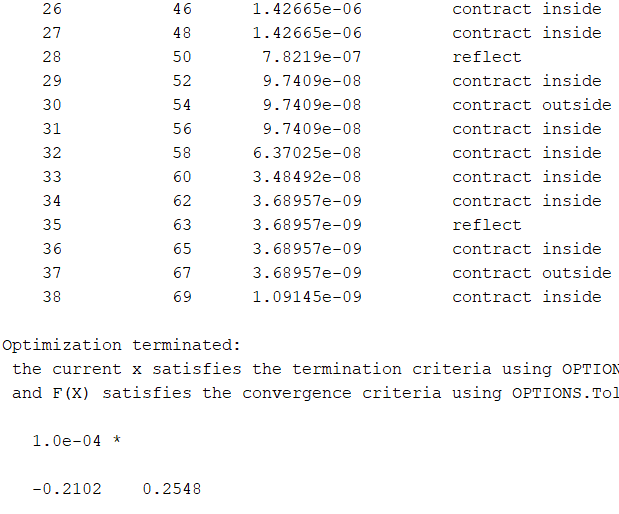 26 46 1.42665e-06 contract inside
27 48 1.42665e-06 contract inside
28 50 7.8219e-07 reflect
29 52 9.7409e-08 contract inside
30 54 9.7409e-08 contract outside
31 56 9.7409e-08 contract inside
32 58 6.37025e-08 contract inside
33 60 3.48492e-08 contract inside
34 62 3.68957e-09 contract inside
35 63 3.68957e-09 reflect
36 65 3.68957e-09 contract inside
37 67 3.68957e-09 contract outside
38 69 1.09145e-09 contract inside
Optimization terminated:
the current x satisfies the termination criteria using OPTION
and F(X) satisfies the convergence criteria using OPTIONS.Tol
1.0e-04 *
-0.2102 0.2548